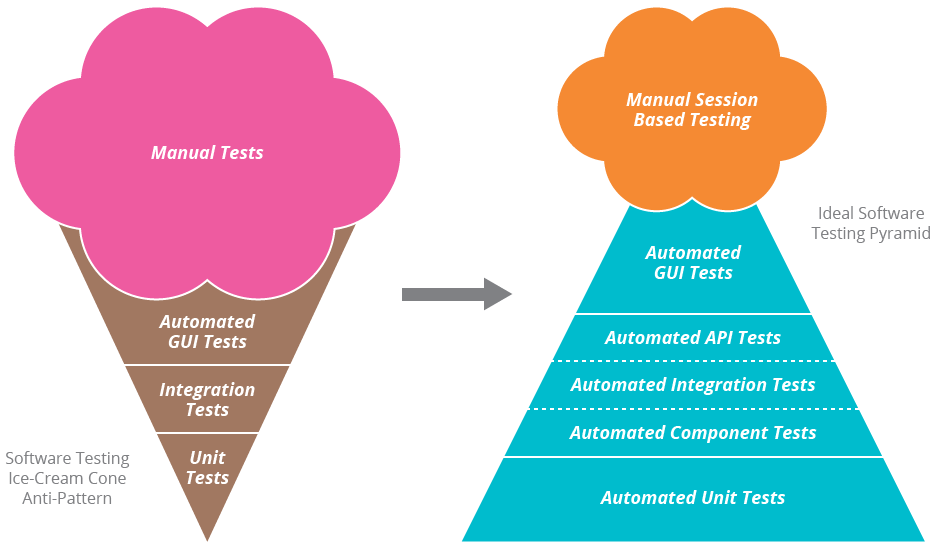 Manual Tests
Automated
GUI Tests
Integration
Tests
Unit
Tests
Software Testing
Ice-Cream Cone
Anti-Pattern
Manual Session
Based Testing
Ideal Software
Testing Pyramid
Automated
GUI Tests
Automated API Tests
Automated Integration Tests
Automated Component Tests
Automated Unit Tests